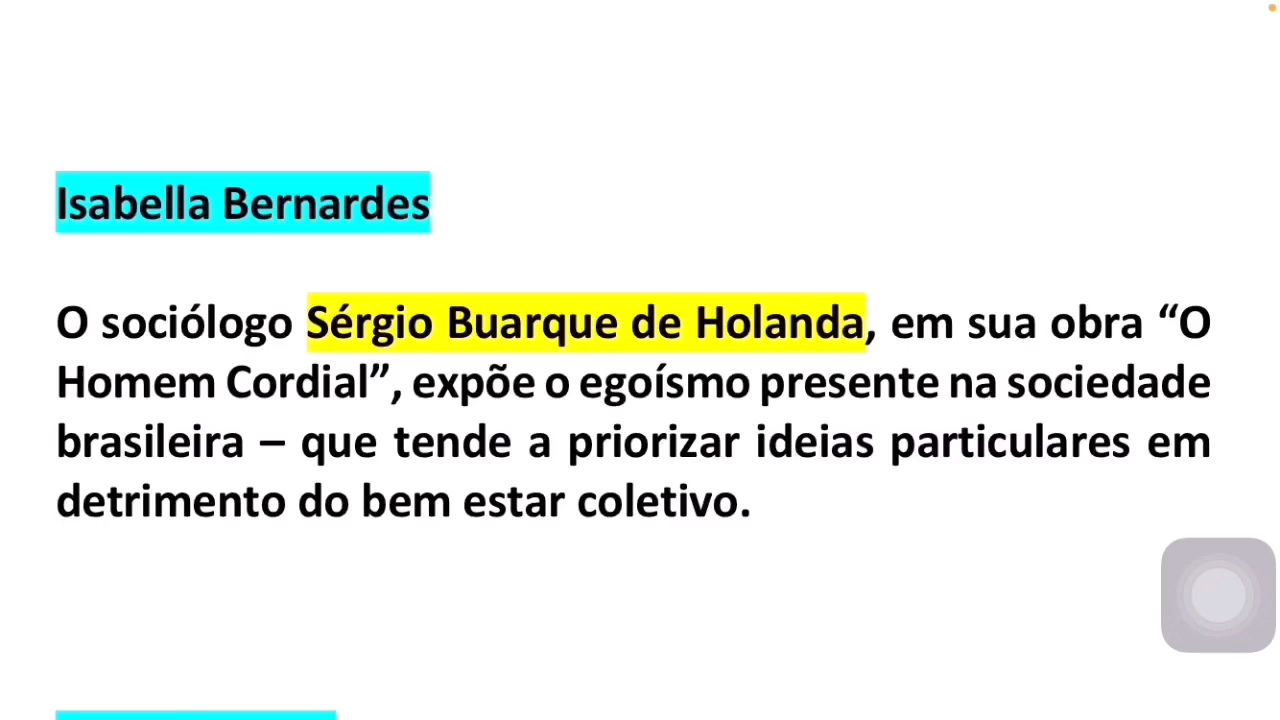 Isabella Bernardes
O sociólogo Sérgio Buarque de Holanda, em sua obra “O
Homem Cordial”, expõe o egoísmo presente na sociedade
brasileira – que tende a priorizar ideias particulares em
detrimento do bem estar coletivo.